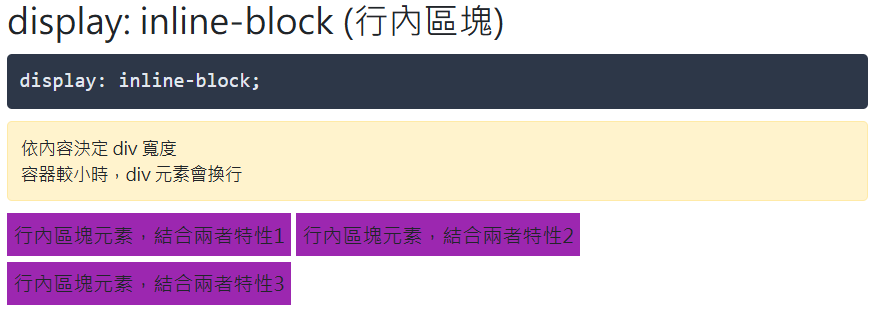 display: inline-block (行內區塊)
display: inline-block;
依內容決定 div 寬度
容器較小時，div 元素會換行
行內區塊元素，結合兩者特性1 行內區塊元素，結合兩者特性2
行內區塊元素，結合兩者特性3